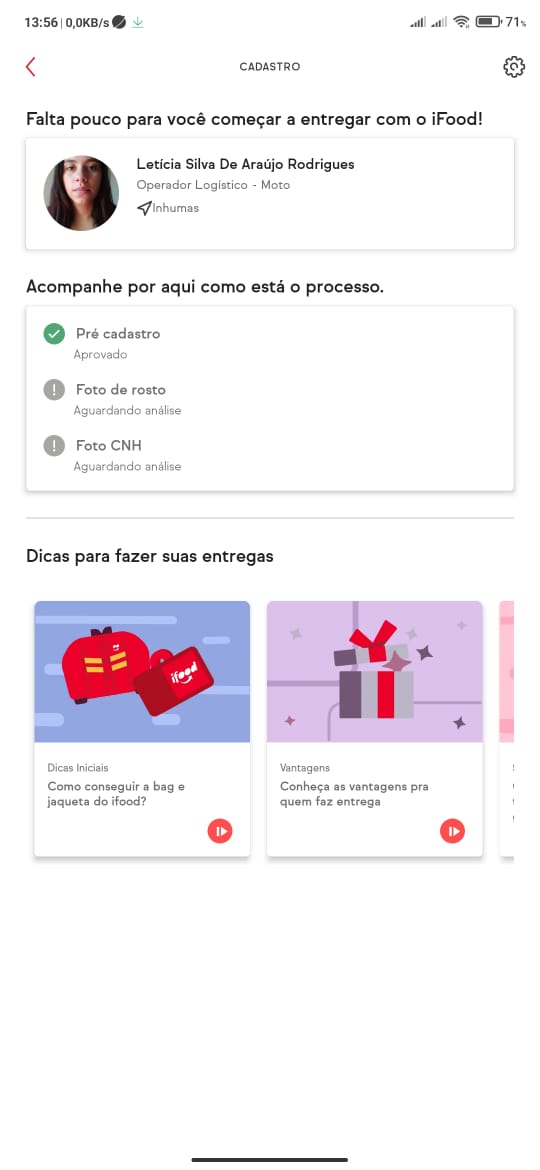 13:56 | 0,0KB/s
71%
CADASTRO
Falta pouco para você começar a entregar com o iFood!
Letícia Silva De Araújo Rodrigues
Operador Logístico - Moto
Inhumas
Acompanhe por aqui como está o processo.
Pré cadastro
Aprovado
Foto de rosto
Aguardando análise
Foto CNH
Aguardando análise
Dicas para fazer suas entregas
ifood
Dicas Iniciais
Como conseguir a bag e
jaqueta do ifood?
Vantagens
Conheça as vantagens pra
quem faz entrega